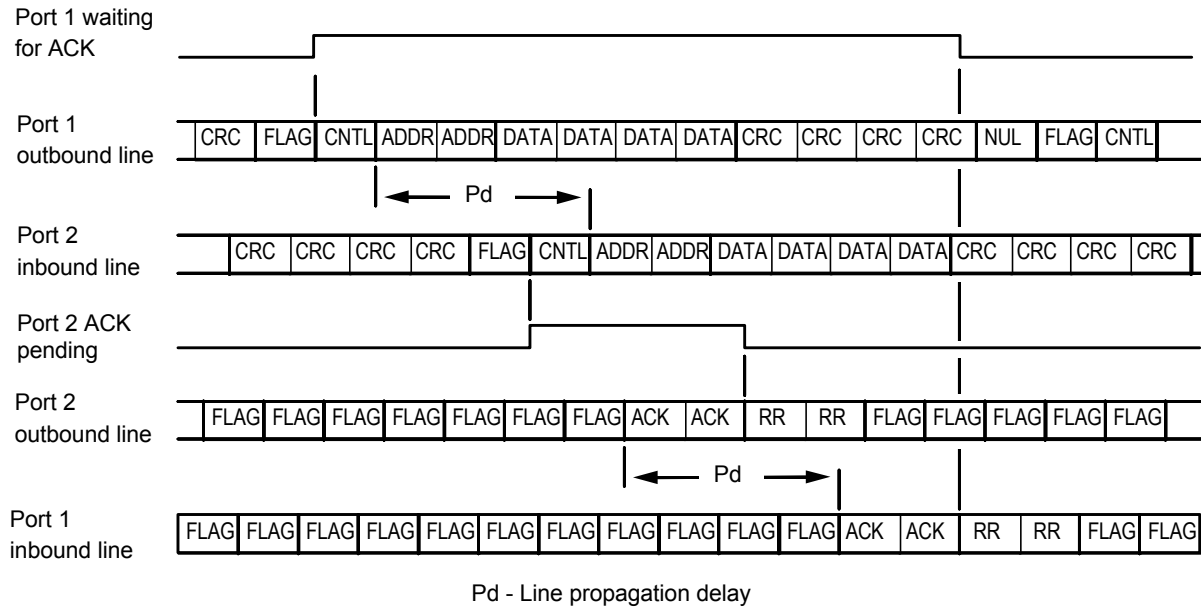 Port 1 waiting
for ACK
Port 1
outbound line
CRC FLAG CNTL ADDR ADDR DATA DATA DATA DATA CRC CRC CRC CRC NUL FLAG CNTL
Pd
Port 2
inbound line
CRC CRC CRC CRC FLAG CNTL ADDR ADDR DATA DATA DATA DATA CRC CRC CRC CRC
Port 2 ACK
pending
Port 2
outbound line
FLAG FLAG FLAG FLAG FLAG FLAG FLAG ACK ACK RR RR FLAG FLAG FLAG FLAG FLAG
Pd
Port 1
inbound line
FLAG FLAG FLAG FLAG FLAG FLAG FLAG FLAG FLAG FLAG FLAG ACK ACK RR RR FLAG FLAG
Pd - Line propagation delay